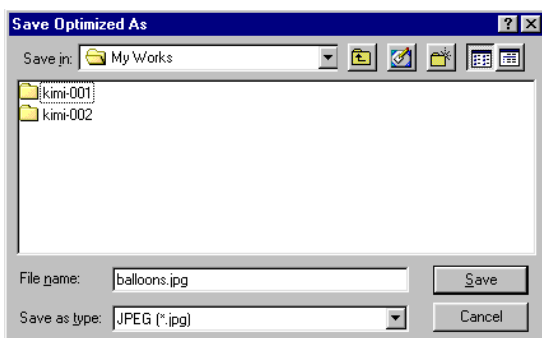 Save Optimized As
Save in: My Works
kimi-001
kimi-002
File name: balloons.jpg Save
Save as type: JPEG (*.jpg) Cancel